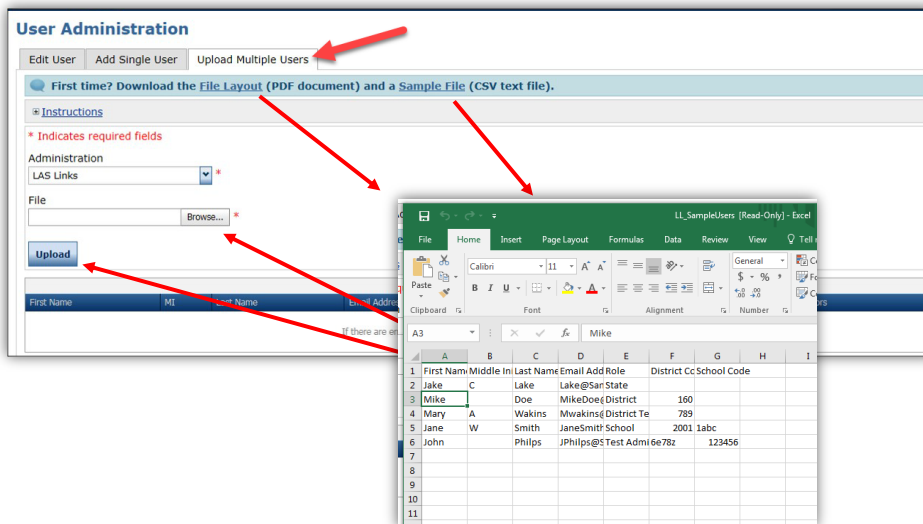 User Administration
Edit User Add Single User Upload Multiple Users
First time? Download the File Layout (PDF document) and a Sample File (CSV text file).
Instructions
* Indicates required fields
Administration
LAS Links *
File
Browse... *
Upload
First Name MI Last Name Email Addres
If there are er
LL_SampleUsers [Read-Only] - Excel
File Home Insert Page Layout Formulas Data Review View Tell
Calibri 11 A A General
Paste B I U A $ - % ,
Clipboard Font Alignment Number
A3 fx Mike
A B C D E F G H I
1 First Nam Middle In Last Name Email Add Role District Co School Code
2 Jake C Lake Lake@San State
3 Mike Doe MikeDoe@ District 160
4 Mary A Wakins Mwakins@ District Te 789
5 Jane W Smith JaneSmith School 2001 1abc
6 John Philps JPhilps@S Test Admi 6e78z 123456
7
8
9
10
11